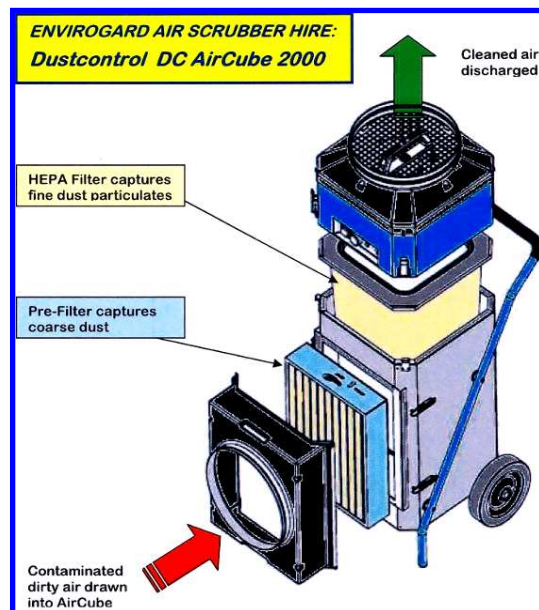 ENVIROGARD AIR SCRUBBER HIRE:
Dustcontrol DC AirCube 2000
Cleaned air
discharged
HEPA Filter captures
fine dust particulates
Pre-Filter captures
coarse dust
Contaminated
dirty air drawn
into AirCube